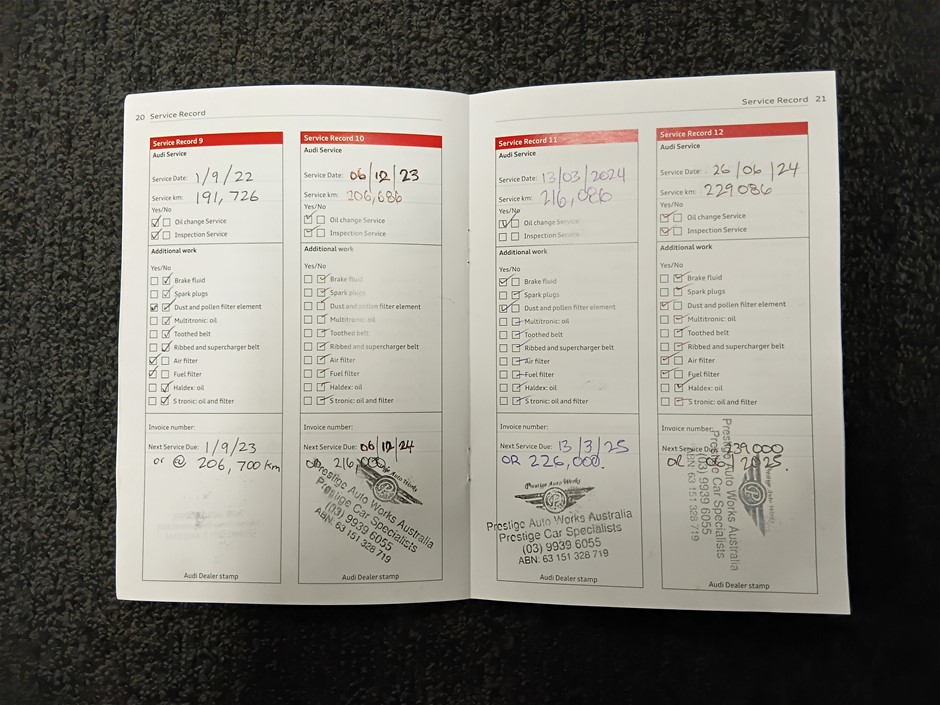 20 Service Record
Service Record 9
Audi Service
Service Date: 1/9/22
Service km: 191,726
Yes/No
Oil change Service
Inspection Service
Additional work
Yes/No
Brake fluid
Spark plugs
Dust and pollen filter element
Multitronic: oil
Toothed belt
Ribbed and supercharger belt
Air filter
Fuel filter
Haldex: oil
S tronic: oil and filter
Invoice number:
Next Service Due: 1/9/23
or @ 206,700 km
Audi Dealer stamp
Service Record 10
Audi Service
Service Date: 06/12/23
Service km: 206,686
Yes/No
Oil change Service
Inspection Service
Additional work
Yes/No
Brake fluid
Spark plugs
Dust and pollen filter element
Multitronic: oil
Toothed belt
Ribbed and supercharger belt
Air filter
Fuel filter
Haldex: oil
S tronic: oil and filter
Invoice number:
Next Service Due: 06/12/24
OR 216,000
Prestige Auto Works
Prestige Auto Works Australia
Prestige Car Specialists
(03) 9939 6055
ABN: 63 151 328 719
Audi Dealer stamp
Service Record 21
Service Record 11
Audi Service
Service Date: 13/03/2024
Service km: 216,086
Yes/No
Oil change Service
Inspection Service
Additional work
Yes/No
Brake fluid
Spark plugs
Dust and pollen filter element
Multitronic: oil
Toothed belt
Ribbed and supercharger belt
Air filter
Fuel filter
Haldex: oil
S tronic: oil and filter
Invoice number:
Next Service Due: 13/3/25
OR 226,000.
Prestige Auto Works
Prestige Auto Works Australia
Prestige Car Specialists
(03) 9939 6055
ABN: 63 151 328 719
Audi Dealer stamp
Service Record 12
Audi Service
Service Date: 26/06/24
Service km: 229086
Yes/No
Oil change Service
Inspection Service
Additional work
Yes/No
Brake fluid
Spark plugs
Dust and pollen filter element
Multitronic: oil
Toothed belt
Ribbed and supercharger belt
Air filter
Fuel filter
Haldex: oil
S tronic: oil and filter
Invoice number:
Next Service Due: 239000
OR 2025.
Prestige Auto Works
Prestige Auto Works Australia
Prestige Car Specialists
(03) 9939 6055
ABN: 63 151 328 719
Audi Dealer stamp